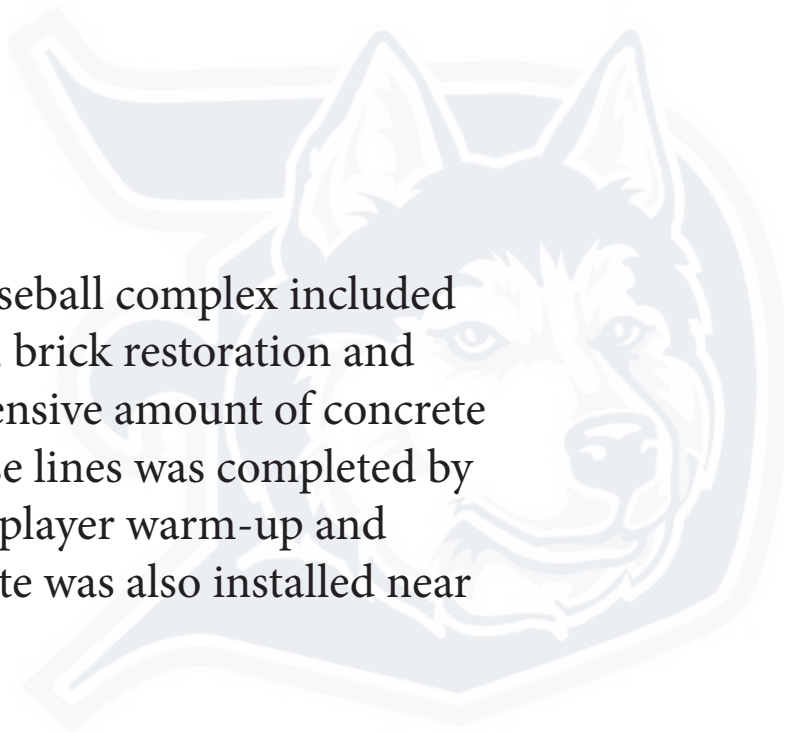 seball complex included
brick restoration and
ensive amount of concrete
se lines was completed by
player warm-up and
te was also installed near